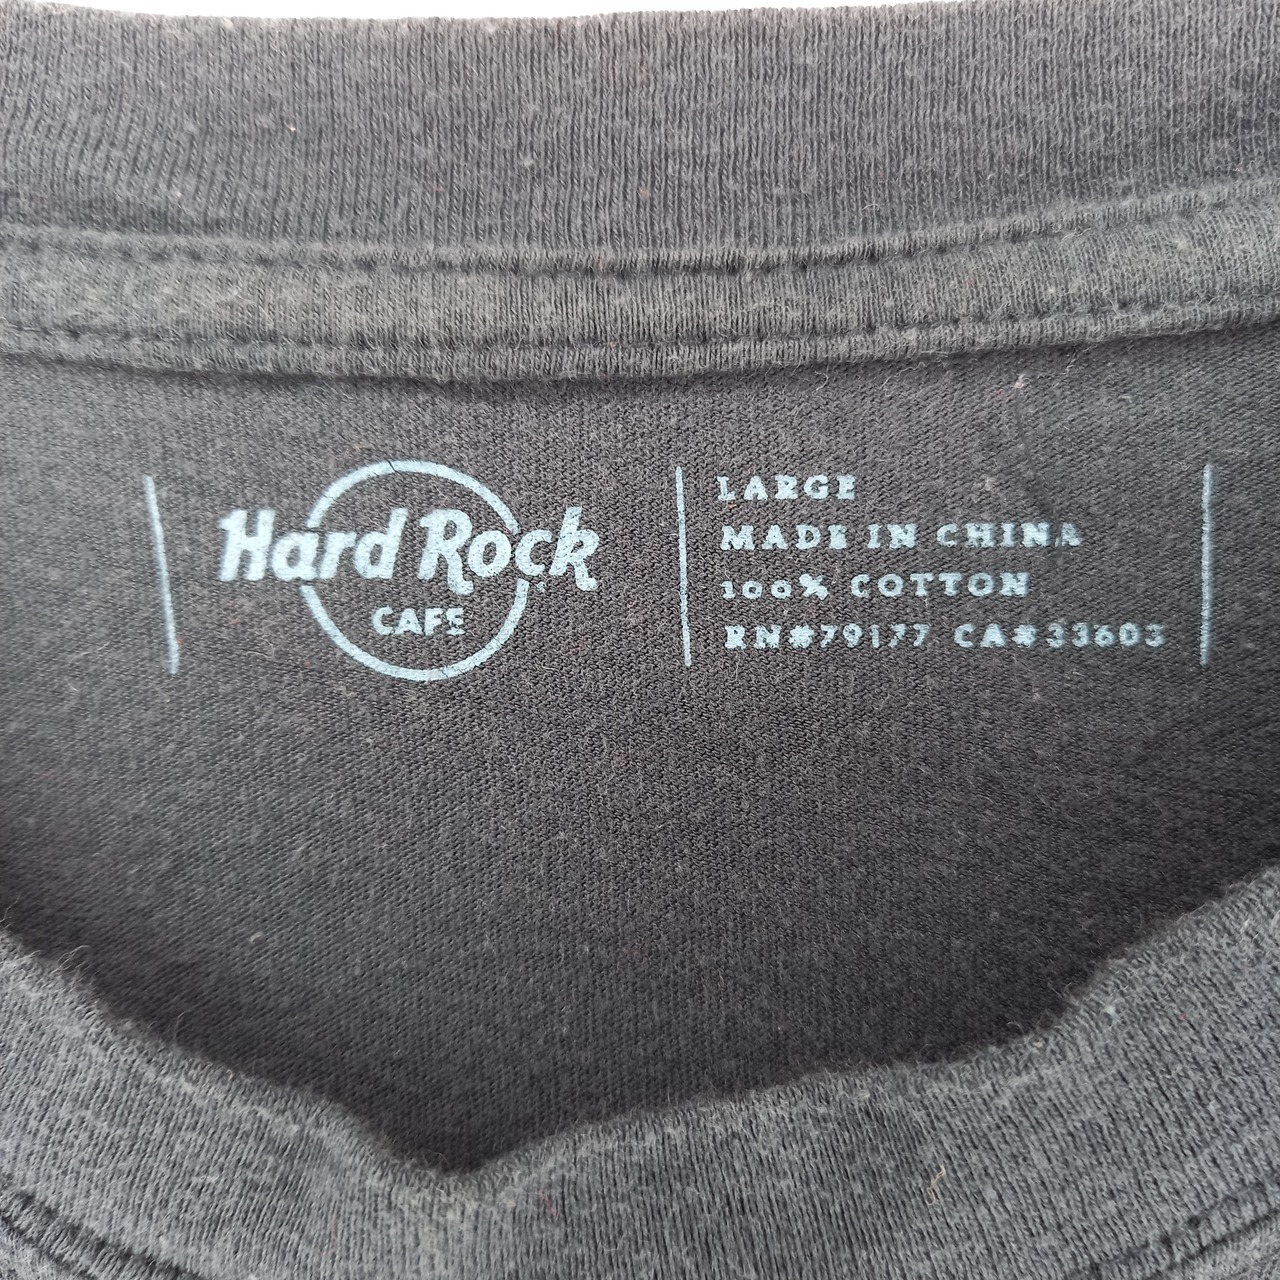 Hard Rock
CAFE
LARGE
MADE IN CHINA
100% COTTON
RN#79177 CA#33603